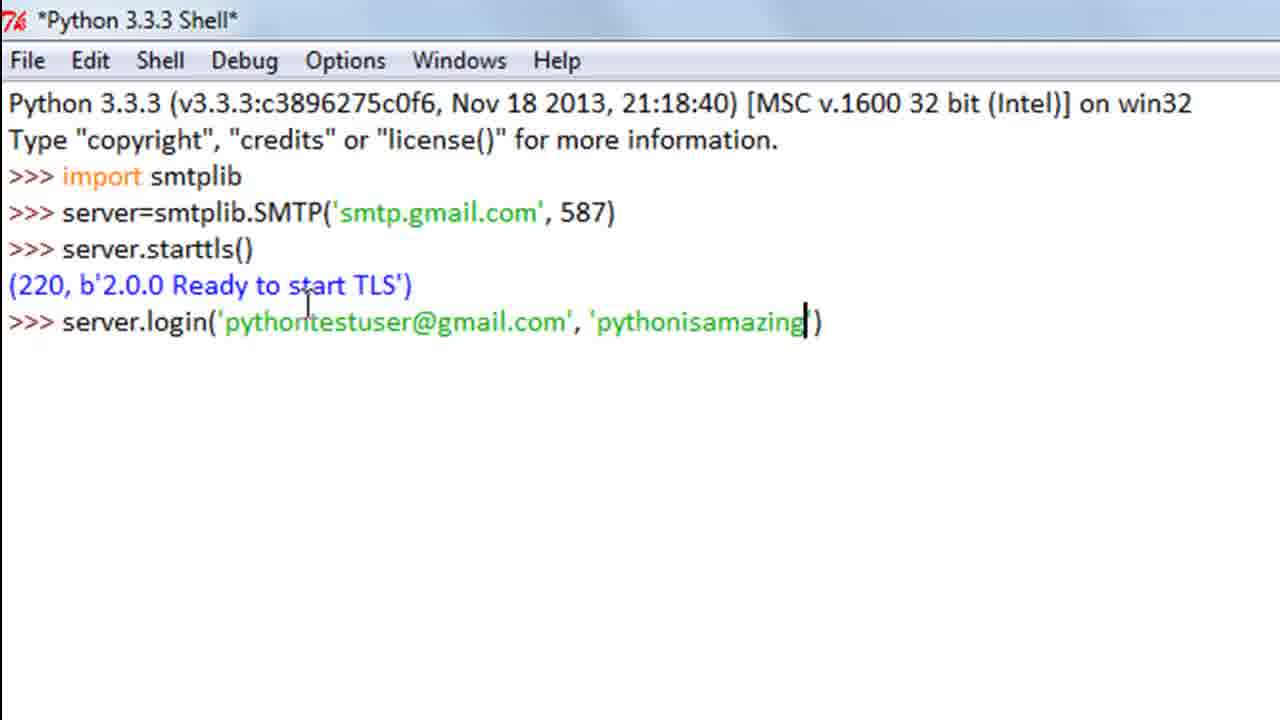 *Python 3.3.3 Shell*
File Edit Shell Debug Options Windows Help
Python 3.3.3 (v3.3.3:c3896275c0f6, Nov 18 2013, 21:18:40) [MSC v.1600 32 bit (Intel)] on win32
Type "copyright", "credits" or "license()" for more information.
>>> import smtplib
>>> server=smtplib.SMTP('smtp.gmail.com', 587)
>>> server.starttls()
(220, b'2.0.0 Ready to start TLS')
>>> server.login('pythontestuser@gmail.com', 'pythonisamazing')